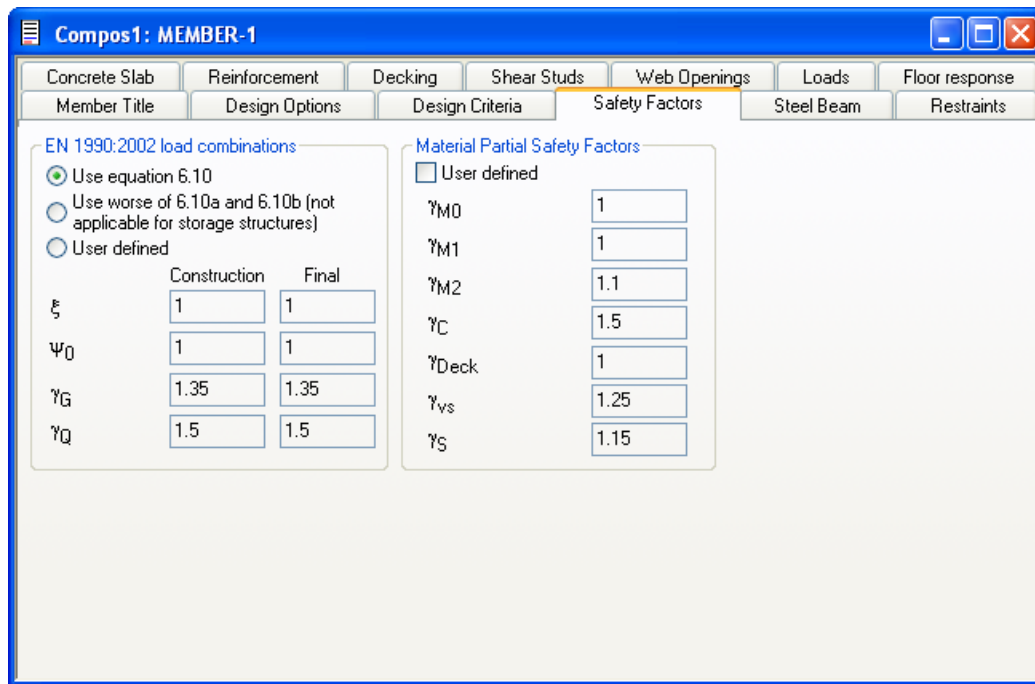 Compos1: MEMBER-1
Concrete Slab Reinforcement Decking Shear Studs Web Openings Loads Floor response
Member Title Design Options Design Criteria Safety Factors Steel Beam Restraints
EN 1990:2002 load combinations
Use equation 6.10
Use worse of 6.10a and 6.10b (not
applicable for storage structures)
User defined
Construction Final
ξ 1 1
Ψ0 1 1
γG 1.35 1.35
γQ 1.5 1.5
Material Partial Safety Factors
User defined
γM0 1
γM1 1
γM2 1.1
γC 1.5
γDeck 1
γvs 1.25
γS 1.15